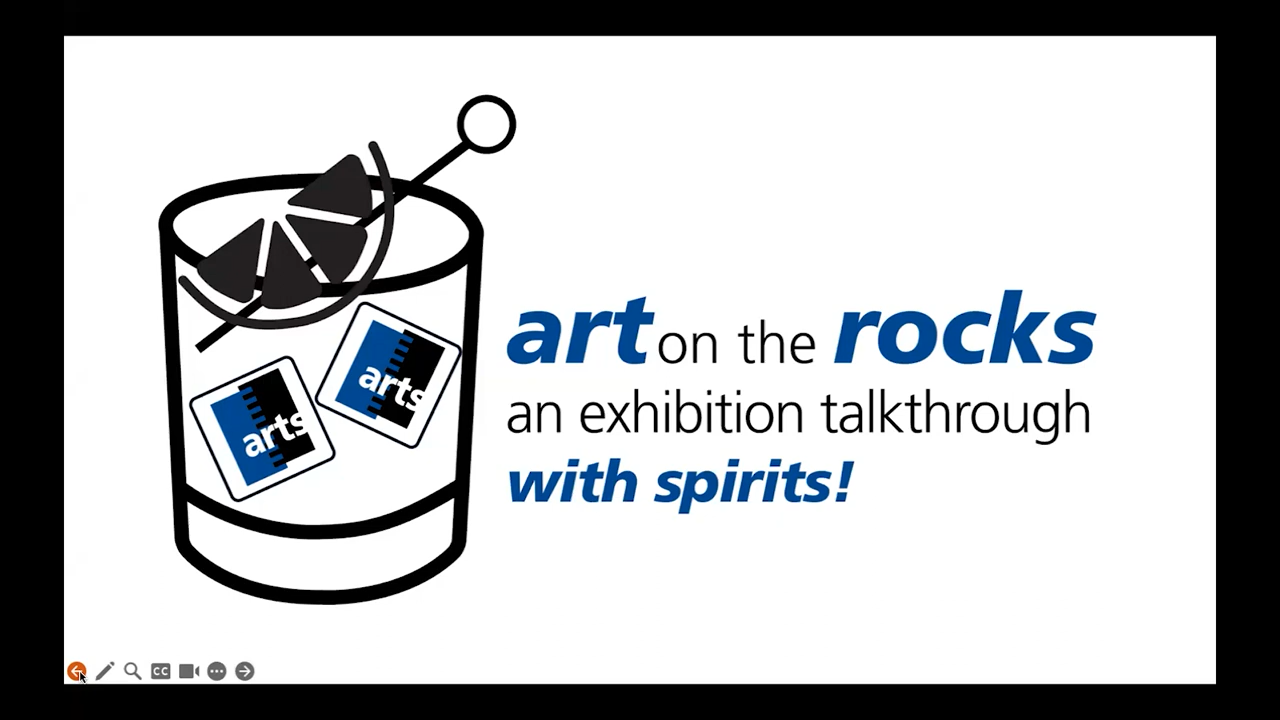 art on the rocks
an exhibition talkthrough
with spirits!
arts
arts
CC